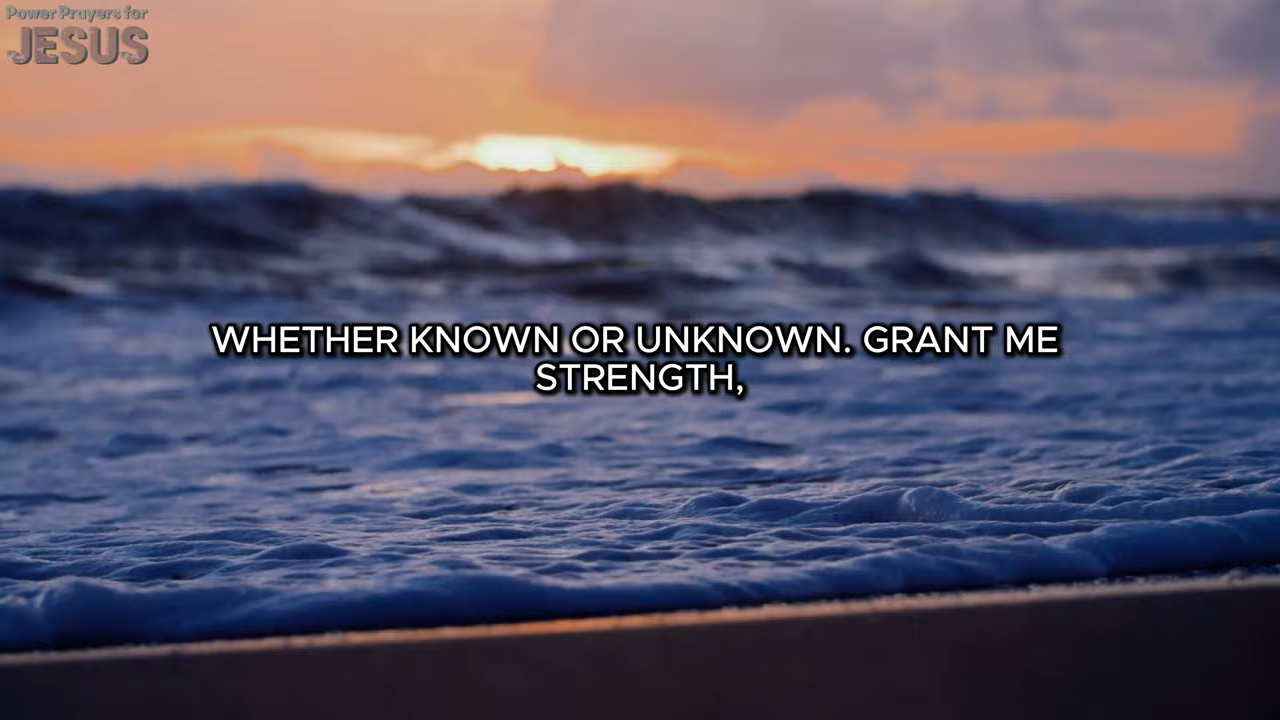 Power Prayers for
JESUS
WHETHER KNOWN OR UNKNOWN. GRANT ME
STRENGTH,